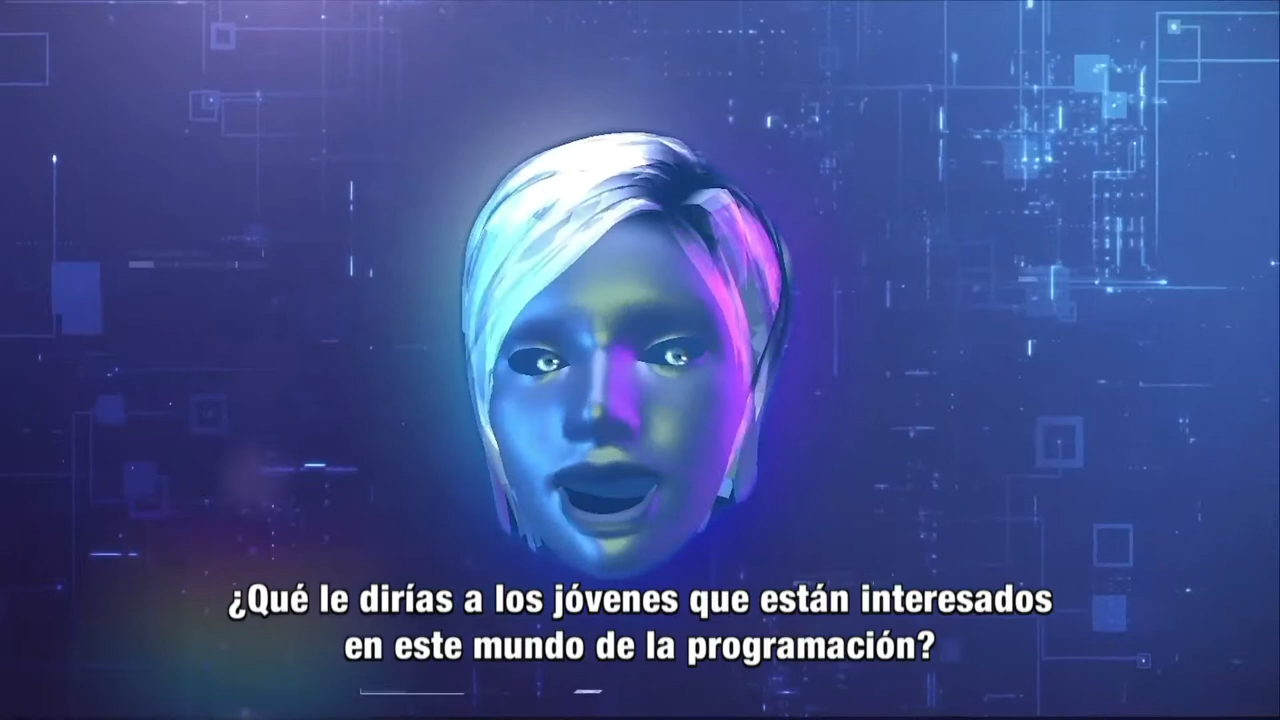 ¿Qué le dirías a los jóvenes que están interesados
en este mundo de la programación?